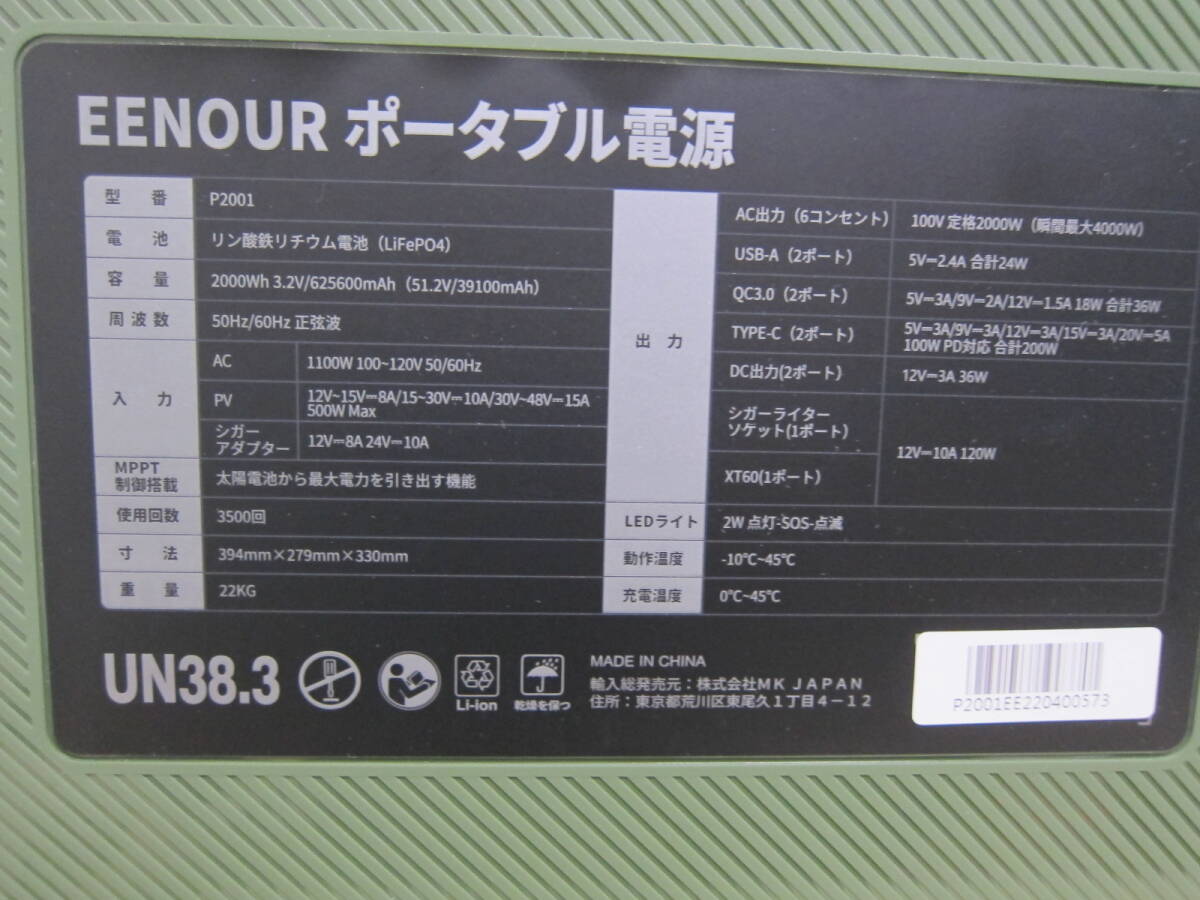 EENOUR ポータブル電源
型 番 P2001
電 池 リン酸鉄リチウム電池（LiFePO4）
容 量 2000Wh 3.2V/625600mAh（51.2V/39100mAh）
周波数 50Hz/60Hz 正弦波
入 力
AC 1100W 100~120V 50/60Hz
PV 12V~15V⎓8A/15~30V⎓10A/30V~48V⎓15A
500W Max
シガー
アダプター 12V⎓8A 24V⎓10A
MPPT
制御搭載 太陽電池から最大電力を引き出す機能
使用回数 3500回
寸 法 394mm×279mm×330mm
重 量 22KG
出 力
AC出力（6コンセント） 100V 定格2000W（瞬間最大4000W）
USB-A（2ポート） 5V⎓2.4A 合計24W
QC3.0（2ポート） 5V⎓3A/9V⎓2A/12V⎓1.5A 18W 合計36W
TYPE-C（2ポート） 5V⎓3A/9V⎓3A/12V⎓3A/15V⎓3A/20V⎓5A
100W PD対応 合計200W
DC出力(2ポート） 12V⎓3A 36W
シガーライター
ソケット(1ポート）
XT60(1ポート）
12V⎓10A 120W
LEDライト 2W 点灯-SOS-点滅
動作温度 -10℃~45℃
充電温度 0℃~45℃
UN38.3
Li-ion
乾燥を保つ
MADE IN CHINA
輸入総発売元：株式会社MK JAPAN
住所：東京都荒川区東尾久1丁目4－12
P2001EE220400573